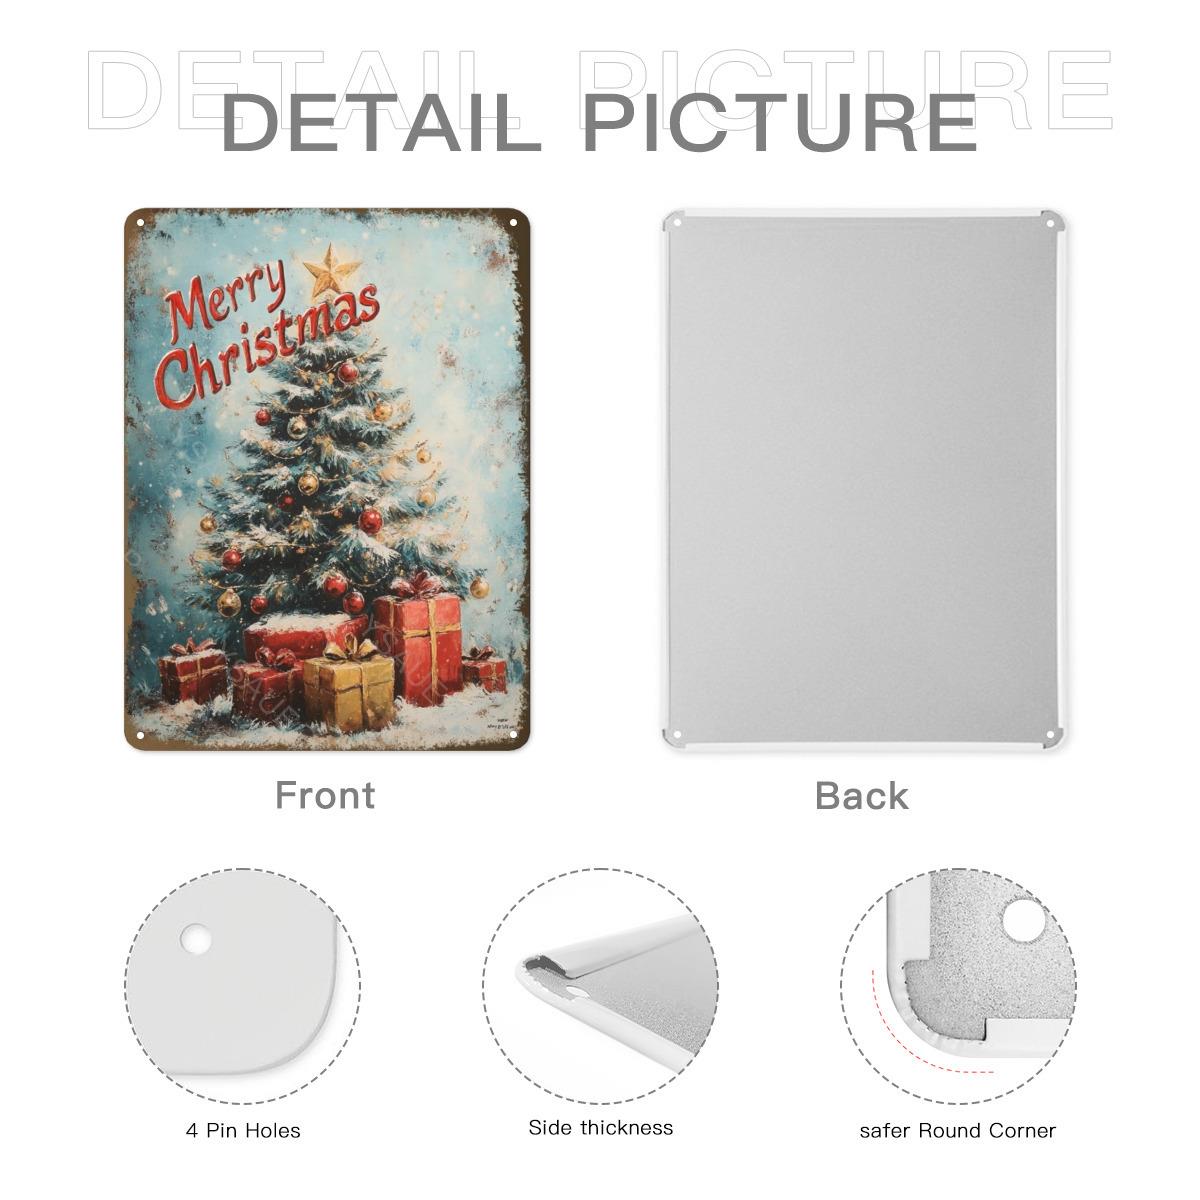 DETAIL PICTURE
DETAIL PICTURE
Merry
Christmas
Front
Back
4 Pin Holes
Side thickness
safer Round Corner